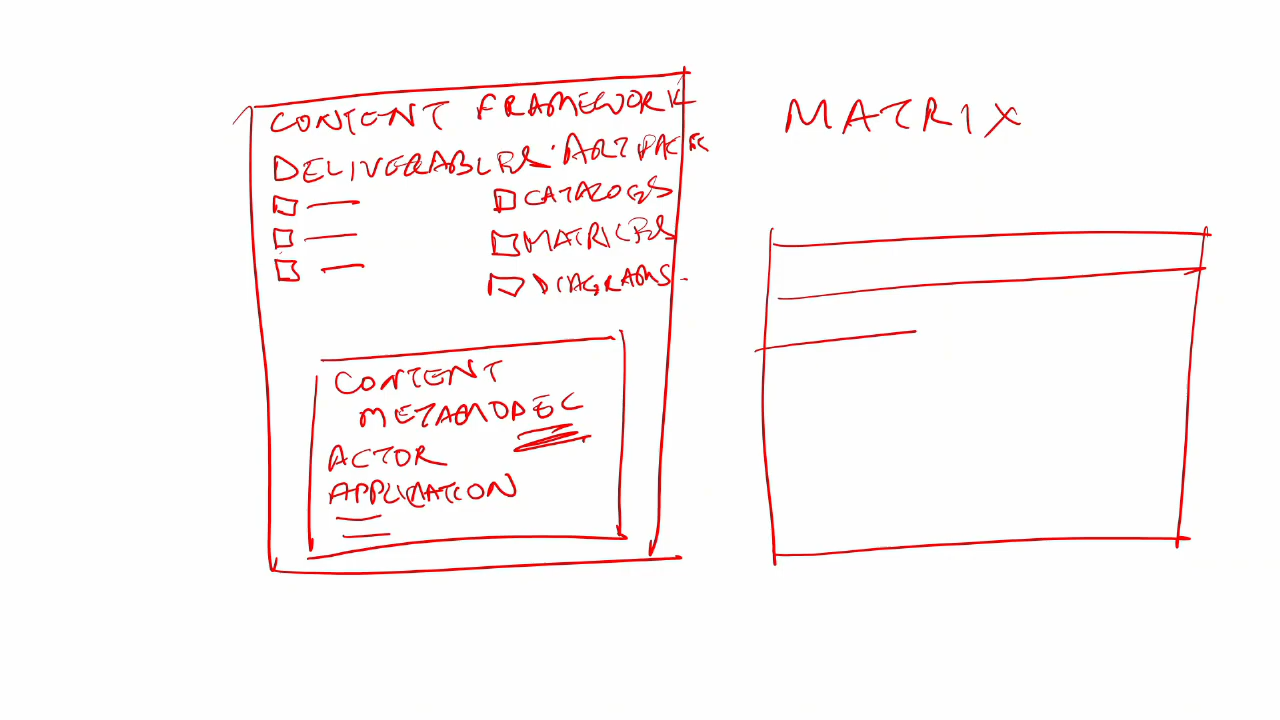 CONTENT FRAMEWORK
DELIVERABLES · ARTIFACTS
CATALOGS
MATRICES
DIAGRAMS
CONTENT
METAMODEL
ACTOR
APPLICATION
MATRIX